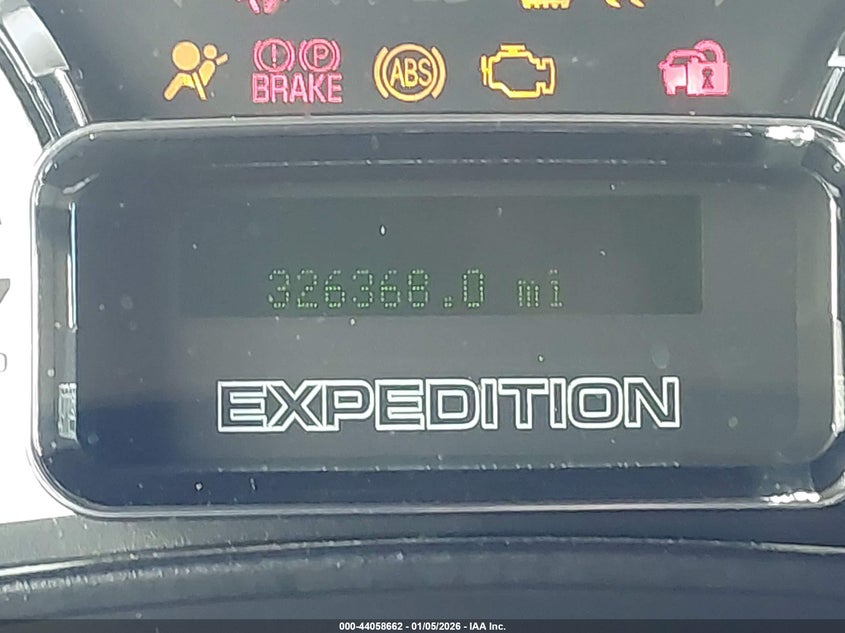 (!) (P)
BRAKE
ABS
326368.0 mi
EXPEDITION
000-44058662 - 01/05/2026 - IAA Inc.